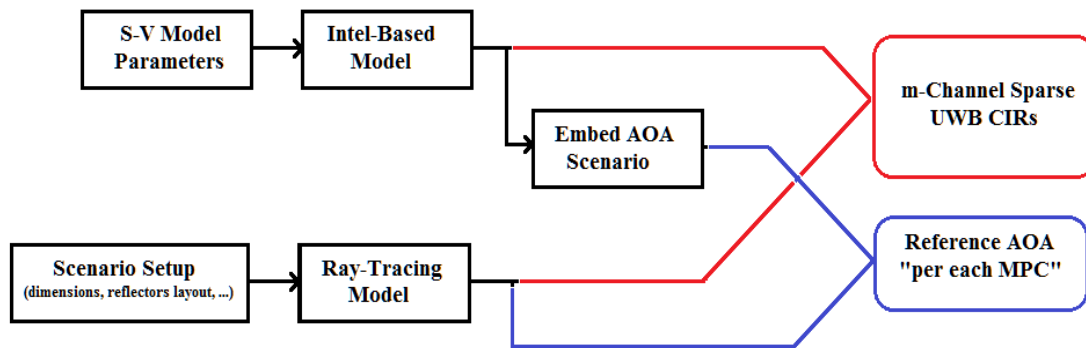 S-V Model
Parameters
Intel-Based
Model
m-Channel Sparse
UWB CIRs
Embed AOA
Scenario
Scenario Setup
(dimensions, reflectors layout, ...)
Ray-Tracing
Model
Reference AOA
"per each MPC"